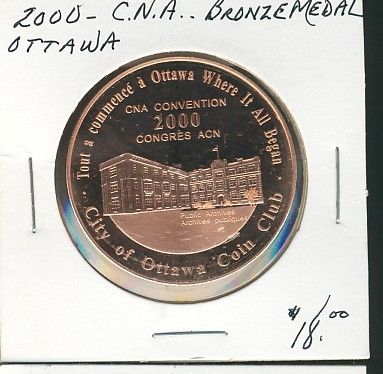 2000 - C.N.A.. BRONZE MEDAL
OTTAWA
Tout a commencé à Ottawa Where It All Began
CNA CONVENTION
2000
CONGRÈS ACN
Public Archives
Archives publiques
City of Ottawa Coin Club
$18.00